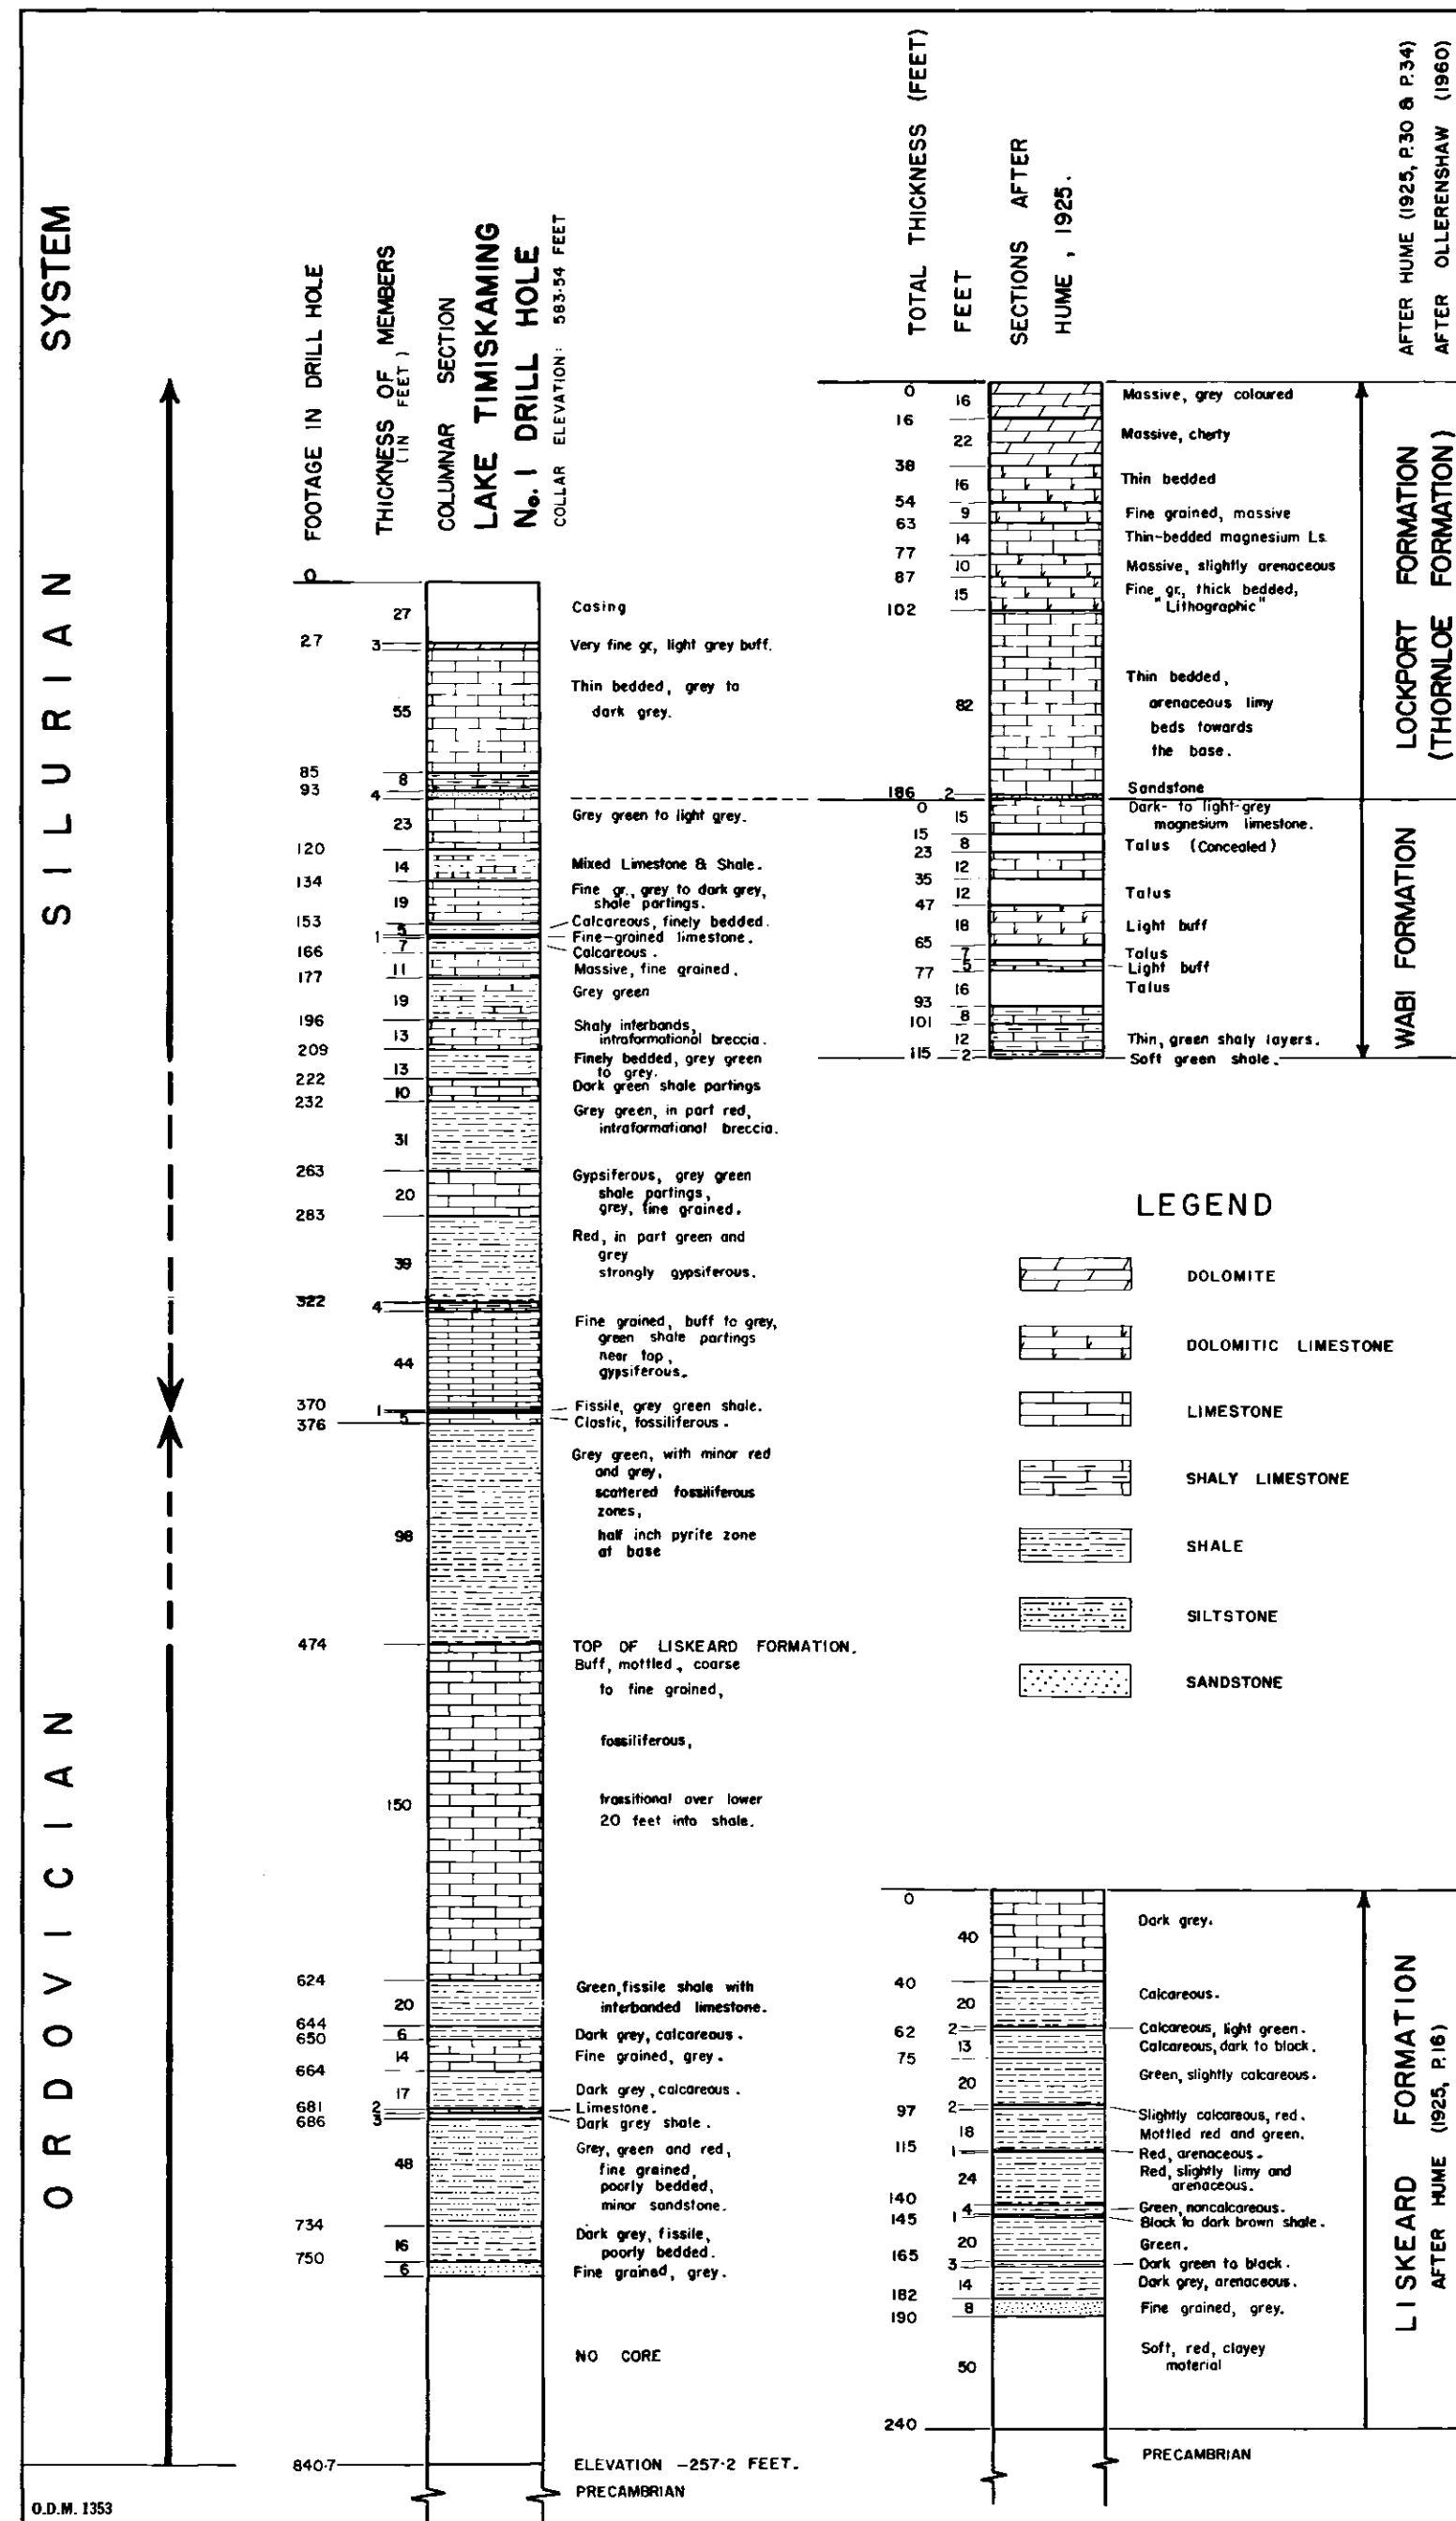 SYSTEM
SILURIAN
ORDOVICIAN
FOOTAGE IN DRILL HOLE
THICKNESS OF MEMBERS
(IN FEET)
COLUMNAR SECTION
LAKE TIMISKAMING
No. 1 DRILL HOLE
COLLAR ELEVATION: 583·54 FEET
0
27
Casing
27
3
Very fine gr., light grey buff.
55
Thin bedded, grey to
dark grey.
85
8
93
4
23
Grey green to light grey.
120
14
Mixed Limestone & Shale.
134
19
Fine gr., grey to dark grey,
shale partings.
153
5
Calcareous, finely bedded.
1
Fine-grained limestone.
7
Calcareous.
166
11
Massive, fine grained.
177
19
Grey green
196
13
Shaly interbands,
intraformational breccia.
209
13
Finely bedded, grey green
to grey.
222
10
Dark green shale partings
232
31
Grey green, in part red,
intraformational breccia.
263
20
Gypsiferous, grey green
shale partings,
grey, fine grained.
283
39
Red, in part green and
grey
strongly gypsiferous.
322
4
44
Fine grained, buff to grey,
green shale partings
near top,
gypsiferous.
370
1
Fissile, grey green shale.
5
Clastic, fossiliferous.
376
98
Grey green, with minor red
and grey,
scattered fossiliferous
zones,
half inch pyrite zone
at base
474
TOP OF LISKEARD FORMATION.
150
Buff, mottled, coarse
to fine grained,
fossiliferous,
transitional over lower
20 feet into shale.
624
20
Green, fissile shale with
interbanded limestone.
644
6
Dark grey, calcareous.
650
14
Fine grained, grey.
664
17
Dark grey, calcareous.
681
2
Limestone.
3
Dark grey shale.
686
48
Grey, green and red,
fine grained,
poorly bedded,
minor sandstone.
734
16
Dark grey, fissile,
poorly bedded.
750
6
Fine grained, grey.
NO CORE
840·7
ELEVATION -257·2 FEET.
PRECAMBRIAN
O.D.M. 1353
TOTAL THICKNESS (FEET)
FEET
SECTIONS AFTER
HUME, 1925.
AFTER HUME (1925, P.30 & P.34)
AFTER OLLERENSHAW (1960)
LOCKPORT FORMATION
(THORNLOE FORMATION)
0
16
Massive, grey coloured
16
22
Massive, cherty
38
16
Thin bedded
54
9
Fine grained, massive
63
14
Thin-bedded magnesium Ls.
77
10
Massive, slightly arenaceous
87
15
Fine gr., thick bedded,
"Lithographic"
102
82
Thin bedded,
arenaceous limy
beds towards
the base.
186
2
Sandstone
WABI FORMATION
0
15
Dark- to light-grey
magnesium limestone.
15
8
Talus (Concealed)
23
12
35
12
Talus
47
18
Light buff
65
7
Talus
5
Light buff
77
16
Talus
93
8
101
12
Thin, green shaly layers.
115
2
Soft green shale.
LEGEND
DOLOMITE
DOLOMITIC LIMESTONE
LIMESTONE
SHALY LIMESTONE
SHALE
SILTSTONE
SANDSTONE
LISKEARD FORMATION
AFTER HUME (1925, P.16)
0
40
Dark grey.
40
20
Calcareous.
62
2
Calcareous, light green.
13
Calcareous, dark to black.
75
20
Green, slightly calcareous.
97
2
Slightly calcareous, red.
18
Mottled red and green.
115
1
Red, arenaceous.
24
Red, slightly limy and
arenaceous.
140
4
Green, noncalcareous.
145
1
Black to dark brown shale.
20
Green.
165
3
Dark green to black.
14
Dark grey, arenaceous.
182
8
Fine grained, grey.
190
50
Soft, red, clayey
material
240
PRECAMBRIAN